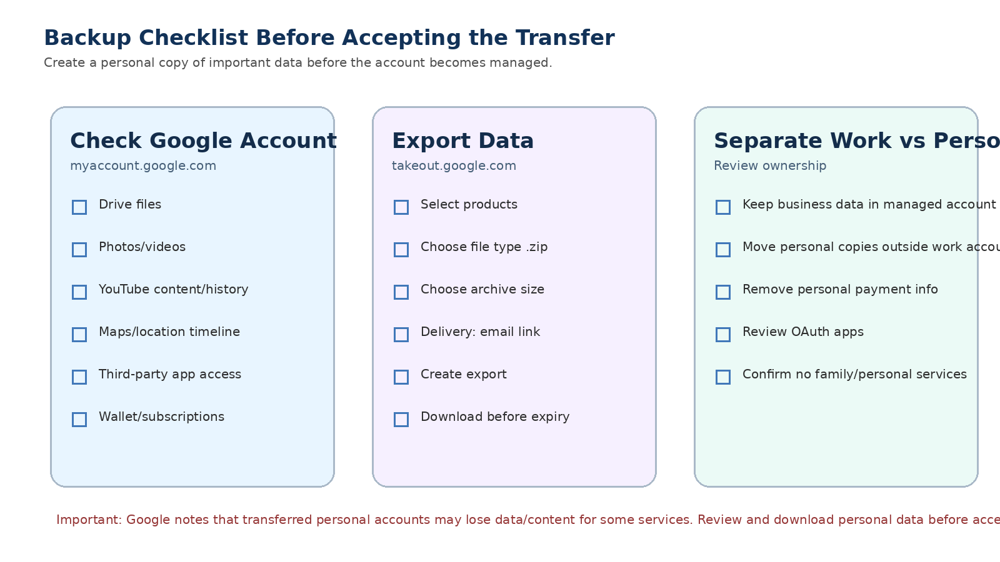 Backup Checklist Before Accepting the Transfer
Create a personal copy of important data before the account becomes managed.
Check Google Account
myaccount.google.com
Drive files
Photos/videos
YouTube content/history
Maps/location timeline
Third-party app access
Wallet/subscriptions
Export Data
takeout.google.com
Select products
Choose file type .zip
Choose archive size
Delivery: email link
Create export
Download before expiry
Separate Work vs Perso
Review ownership
Keep business data in managed account
Move personal copies outside work accou
Remove personal payment info
Review OAuth apps
Confirm no family/personal services
Important: Google notes that transferred personal accounts may lose data/content for some services. Review and download personal data before acce